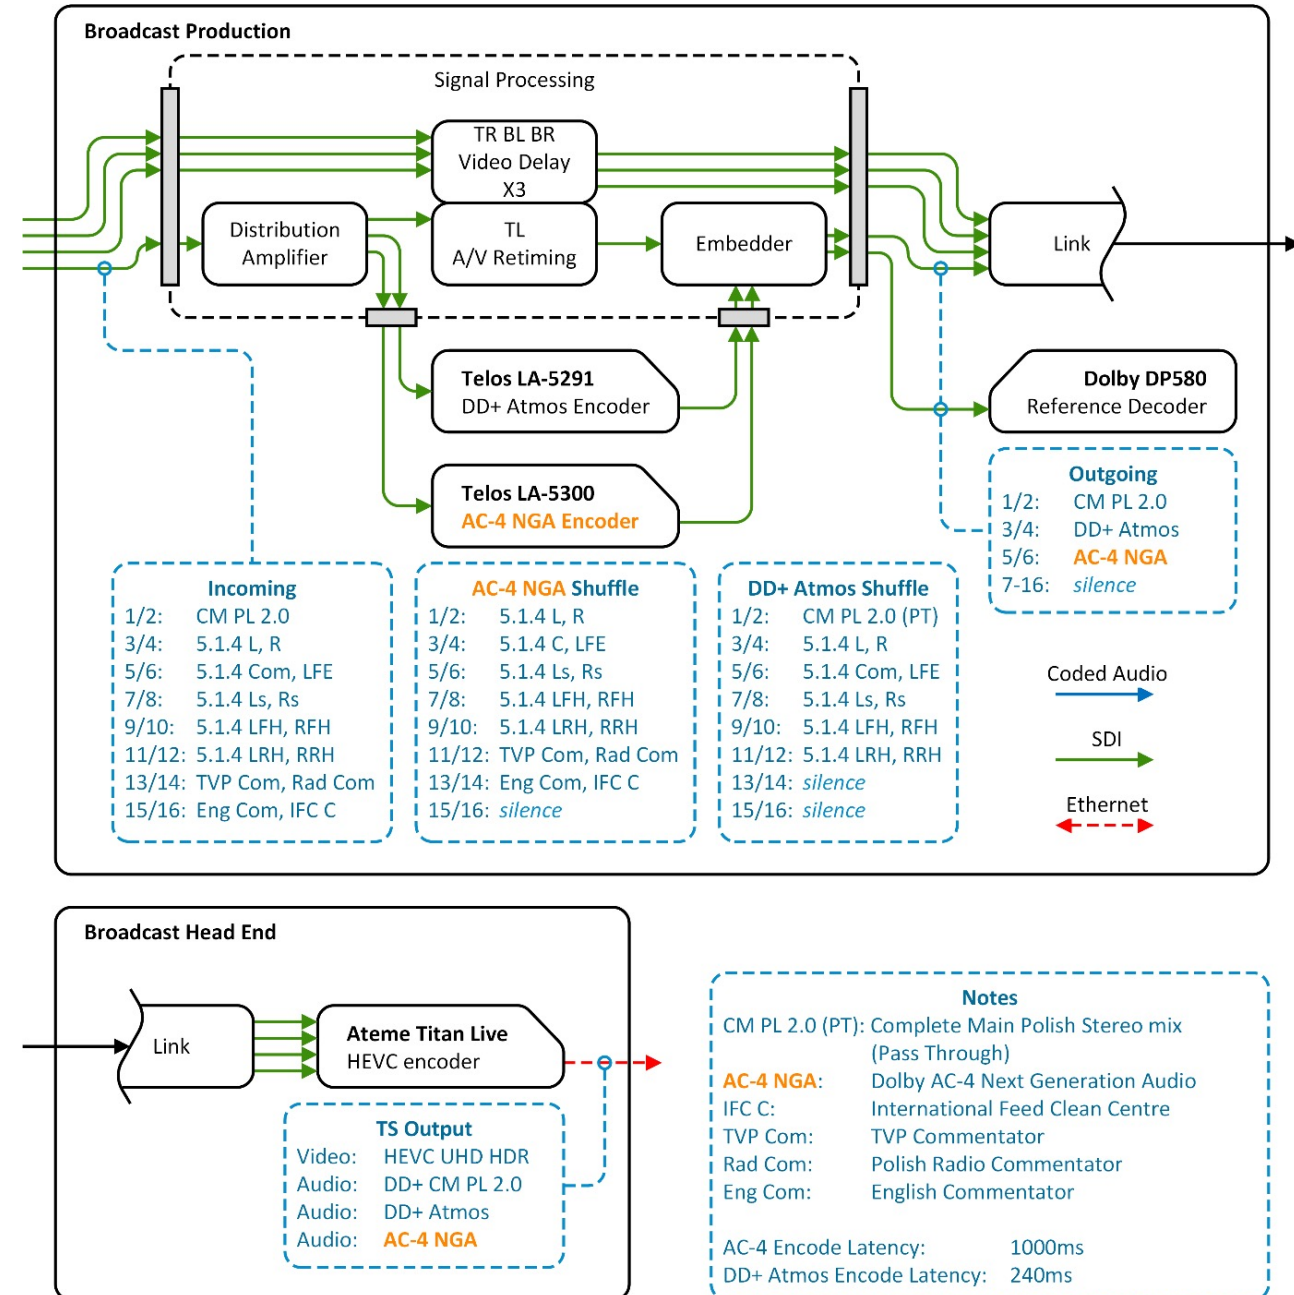 Broadcast Production
Signal Processing
TR BL BR
Video Delay
X3
Distribution
Amplifier
TL
A/V Retiming
Embedder
Link
Telos LA-5291
DD+ Atmos Encoder
Dolby DP580
Reference Decoder
Telos LA-5300
AC-4 NGA Encoder
Outgoing
1/2: CM PL 2.0
3/4: DD+ Atmos
5/6: AC-4 NGA
7-16: silence
Incoming
1/2: CM PL 2.0
3/4: 5.1.4 L, R
5/6: 5.1.4 Com, LFE
7/8: 5.1.4 Ls, Rs
9/10: 5.1.4 LFH, RFH
11/12: 5.1.4 LRH, RRH
13/14: TVP Com, Rad Com
15/16: Eng Com, IFC C
AC-4 NGA Shuffle
1/2: 5.1.4 L, R
3/4: 5.1.4 C, LFE
5/6: 5.1.4 Ls, Rs
7/8: 5.1.4 LFH, RFH
9/10: 5.1.4 LRH, RRH
11/12: TVP Com, Rad Com
13/14: Eng Com, IFC C
15/16: silence
DD+ Atmos Shuffle
1/2: CM PL 2.0 (PT)
3/4: 5.1.4 L, R
5/6: 5.1.4 Com, LFE
7/8: 5.1.4 Ls, Rs
9/10: 5.1.4 LFH, RFH
11/12: 5.1.4 LRH, RRH
13/14: silence
15/16: silence
Coded Audio
SDI
Ethernet
Broadcast Head End
Link
Ateme Titan Live
HEVC encoder
TS Output
Video: HEVC UHD HDR
Audio: DD+ CM PL 2.0
Audio: DD+ Atmos
Audio: AC-4 NGA
Notes
CM PL 2.0 (PT): Complete Main Polish Stereo mix
(Pass Through)
AC-4 NGA: Dolby AC-4 Next Generation Audio
IFC C: International Feed Clean Centre
TVP Com: TVP Commentator
Rad Com: Polish Radio Commentator
Eng Com: English Commentator
AC-4 Encode Latency: 1000ms
DD+ Atmos Encode Latency: 240ms